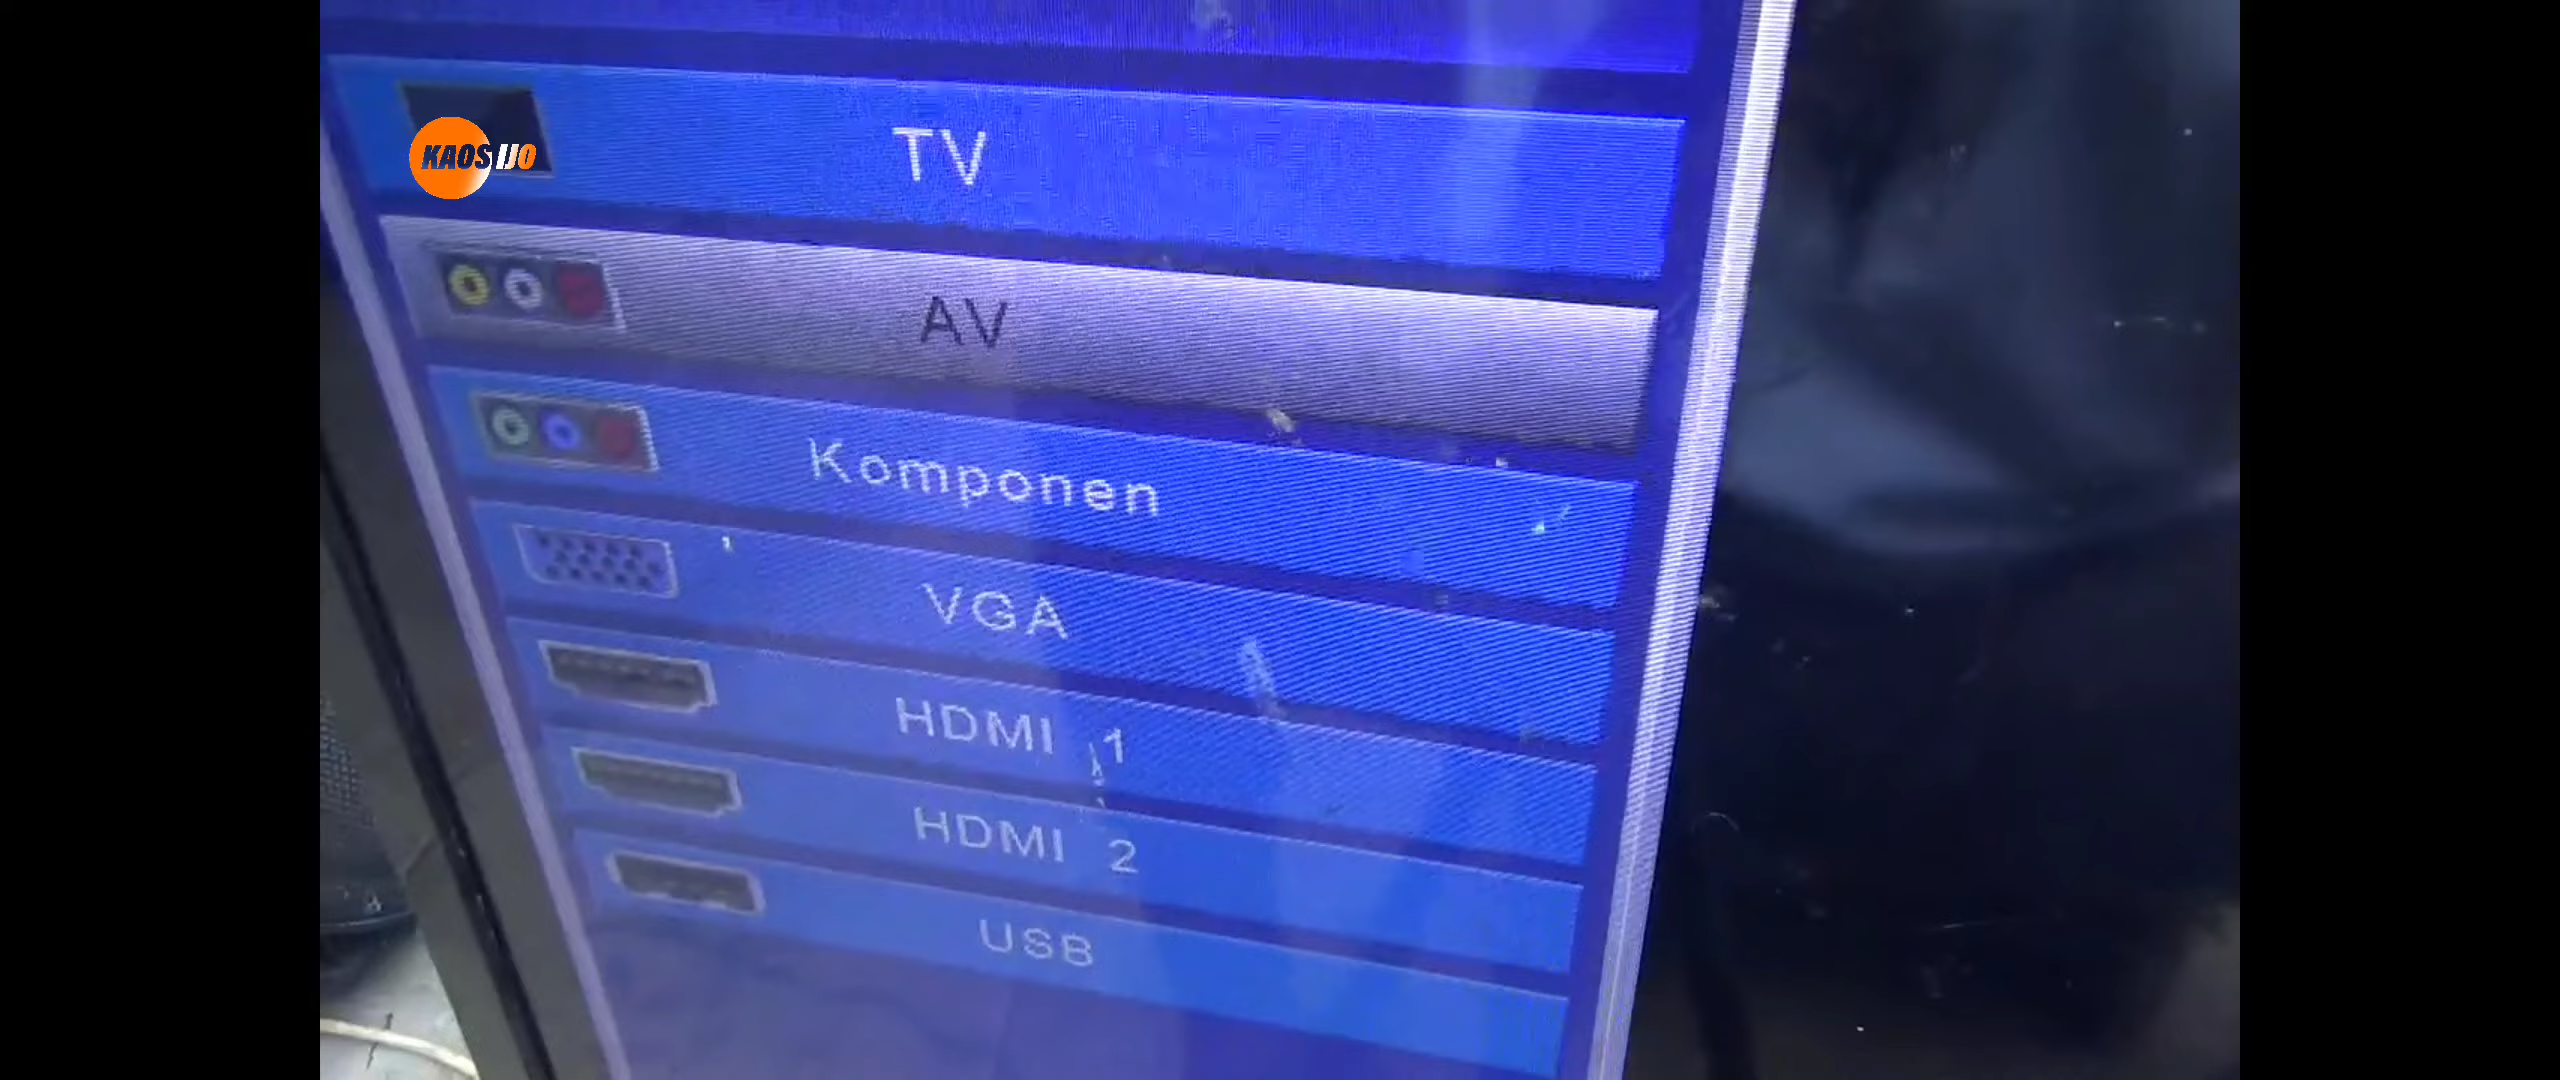 KAOS IJO
TV
AV
Komponen
VGA
HDMI 1
HDMI 2
USB